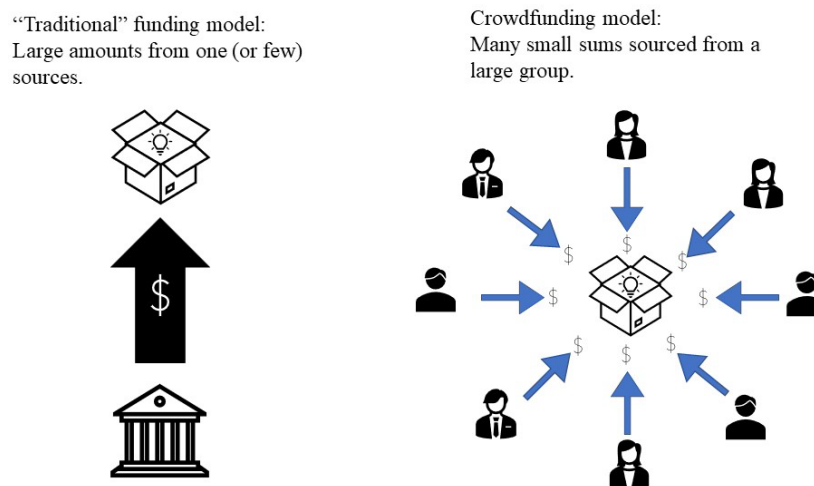 “Traditional” funding model:
Large amounts from one (or few)
sources.
Crowdfunding model:
Many small sums sourced from a
large group.
$
$
$
$
$
$
$
$
$